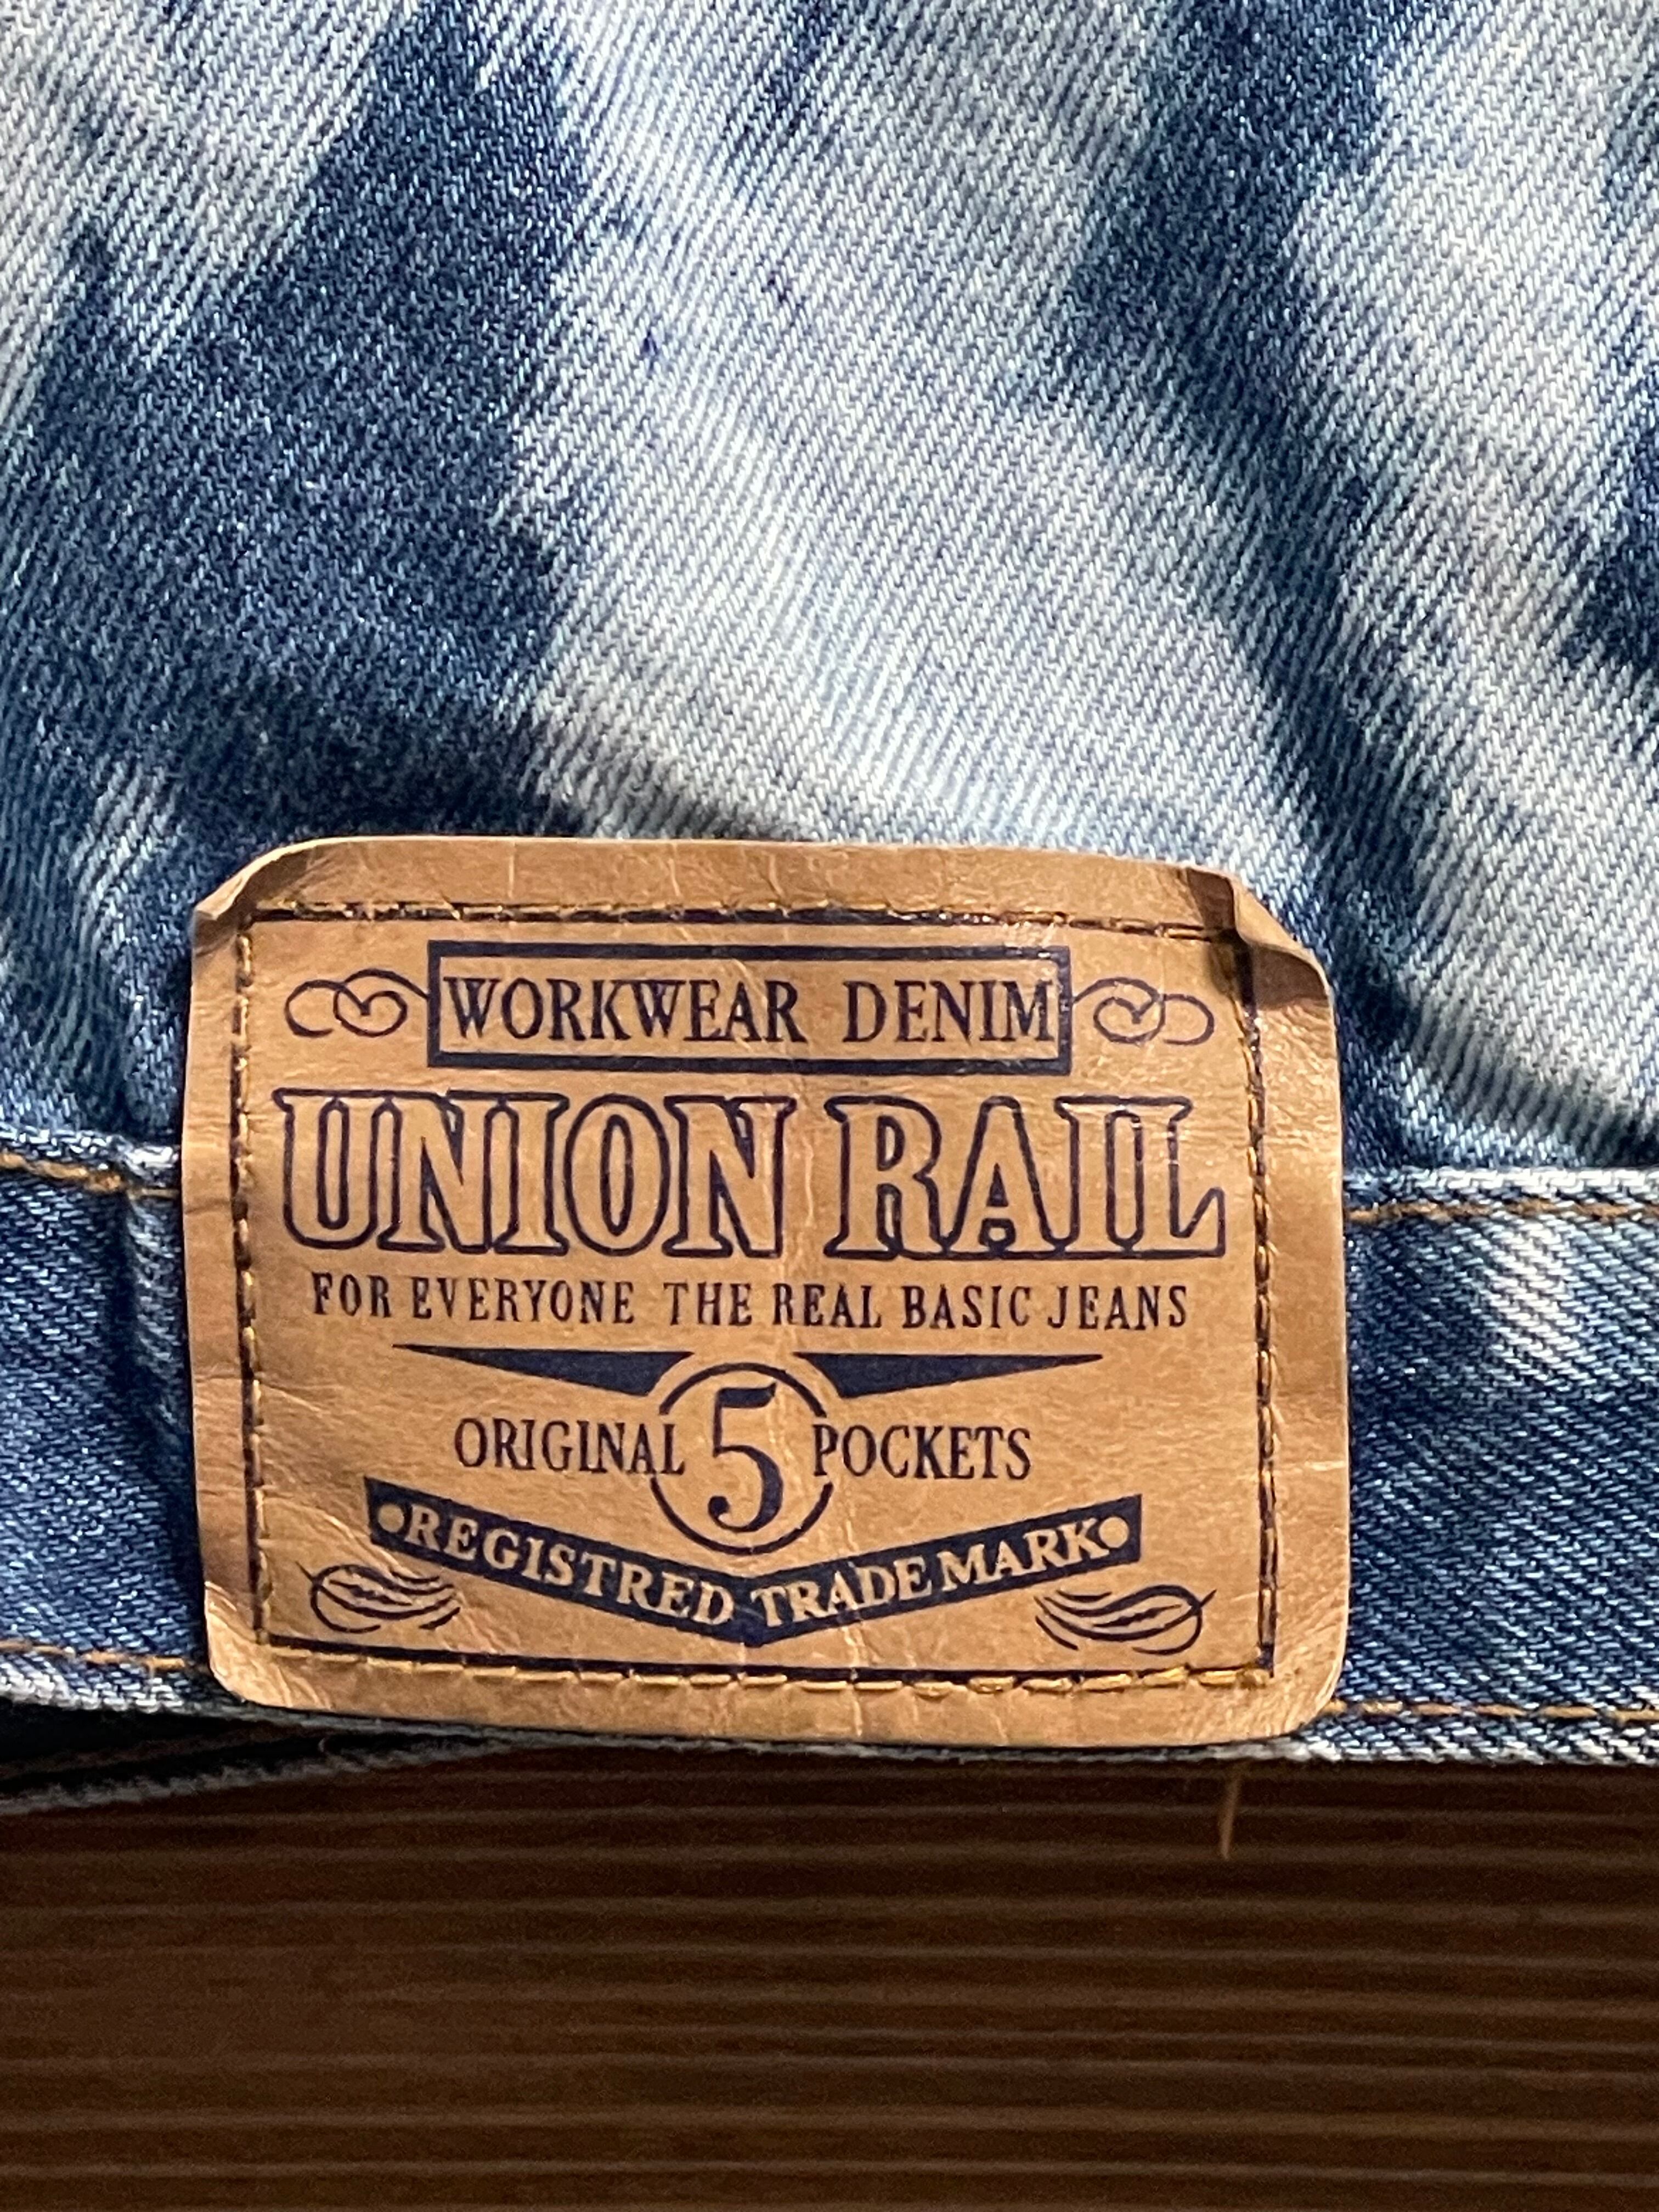 WORKWEAR DENIM
UNION RAIL
FOR EVERYONE THE REAL BASIC JEANS
ORIGINAL 5 POCKETS
•REGISTRED TRADE MARK•